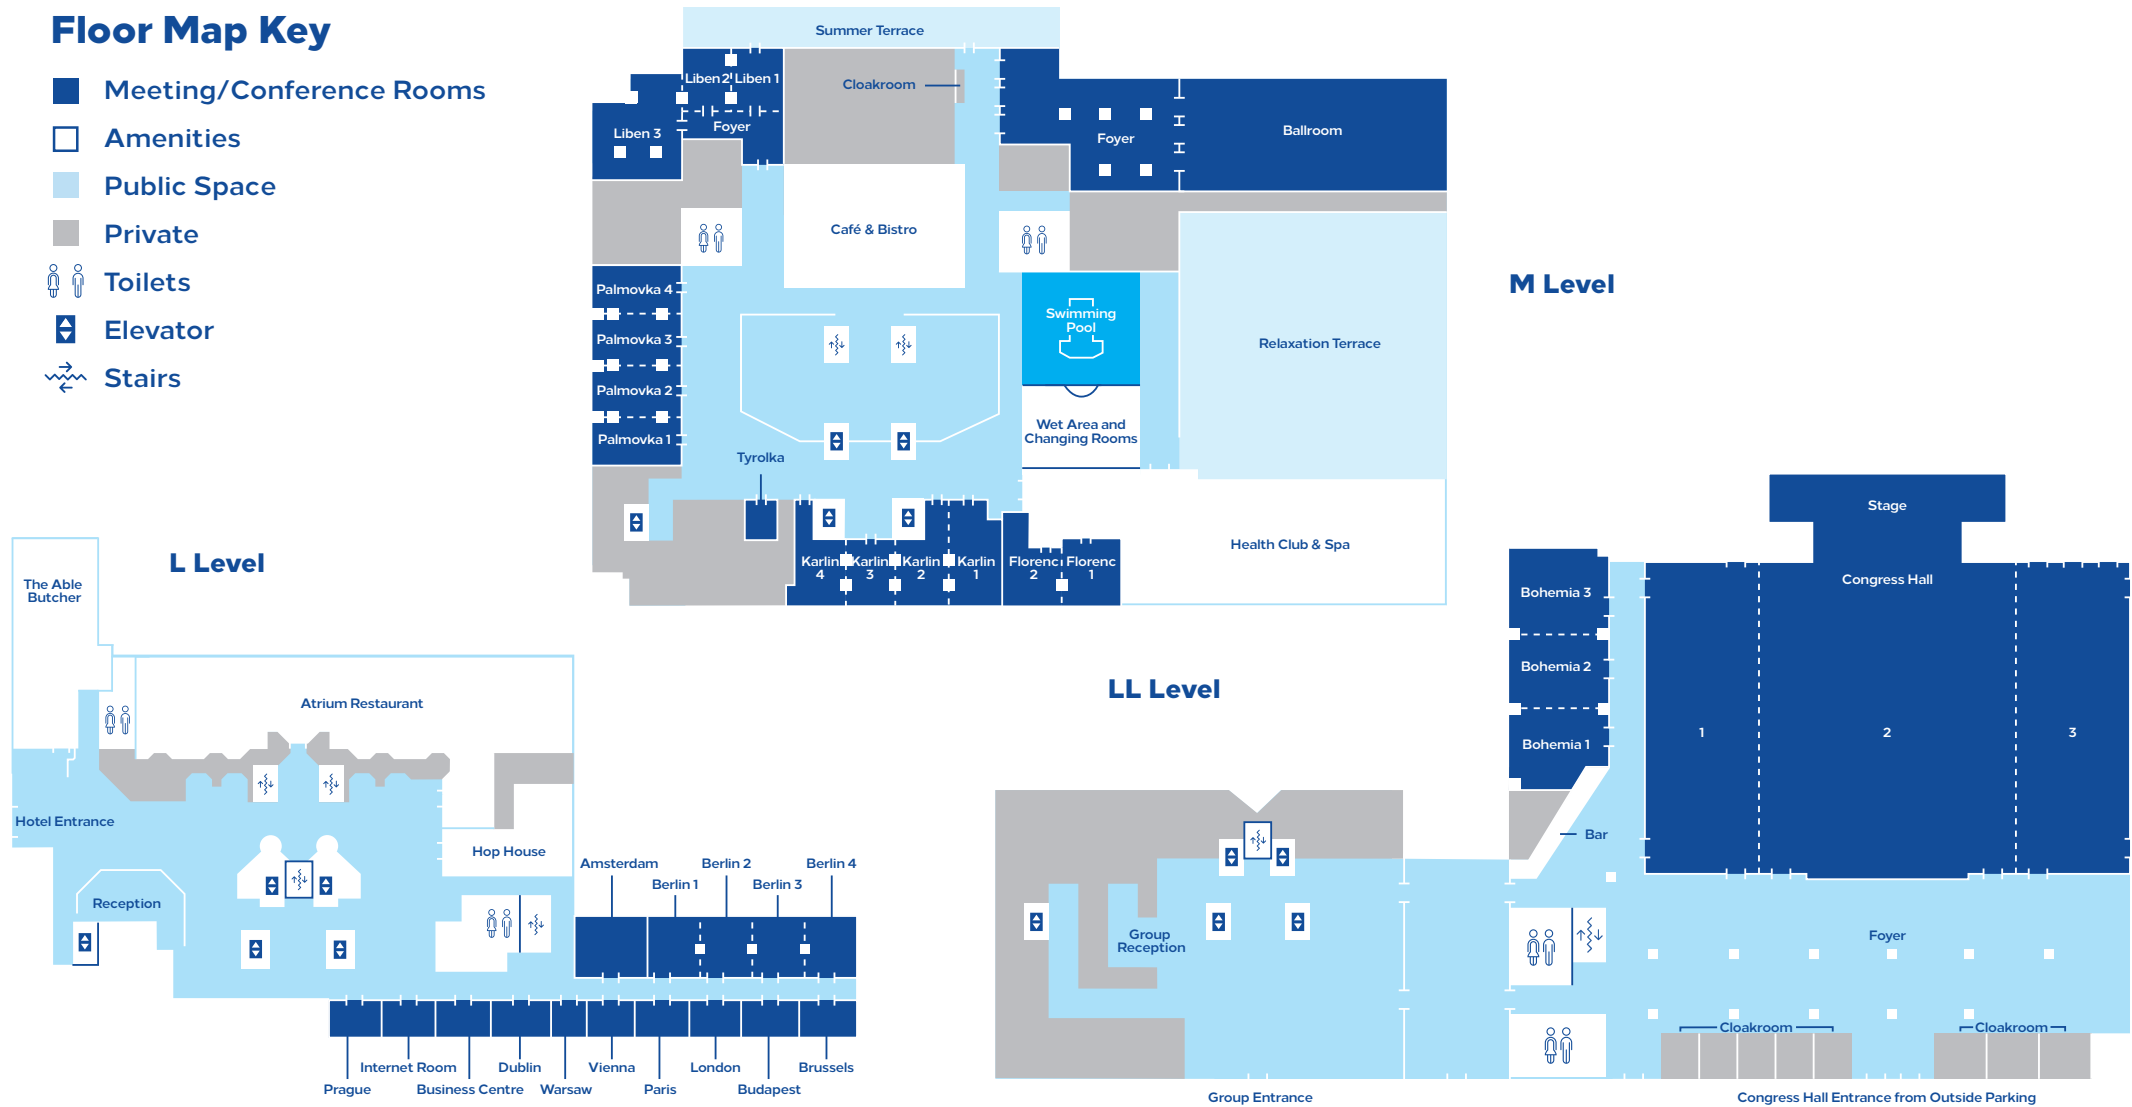 Floor Map Key
Meeting/Conference Rooms
Amenities
Public Space
Private
Toilets
Elevator
Stairs
M Level
Summer Terrace
Liben 2
Liben 1
Cloakroom
Foyer
Liben 3
Foyer
Ballroom
Café & Bistro
Palmovka 4
Palmovka 3
Palmovka 2
Palmovka 1
Swimming
Pool
Relaxation Terrace
Wet Area and
Changing Rooms
Tyrolka
Karlin
4
Karlin
3
Karlin
2
Karlin
1
Florenc
2
Florenc
1
Health Club & Spa
L Level
The Able
Butcher
Atrium Restaurant
Hotel Entrance
Hop House
Reception
Amsterdam
Berlin 1
Berlin 2
Berlin 3
Berlin 4
Prague
Internet Room
Business Centre
Dublin
Warsaw
Vienna
Paris
London
Budapest
Brussels
LL Level
Stage
Congress Hall
Bohemia 3
Bohemia 2
Bohemia 1
1
2
3
Bar
Group
Reception
Foyer
Cloakroom
Cloakroom
Group Entrance
Congress Hall Entrance from Outside Parking